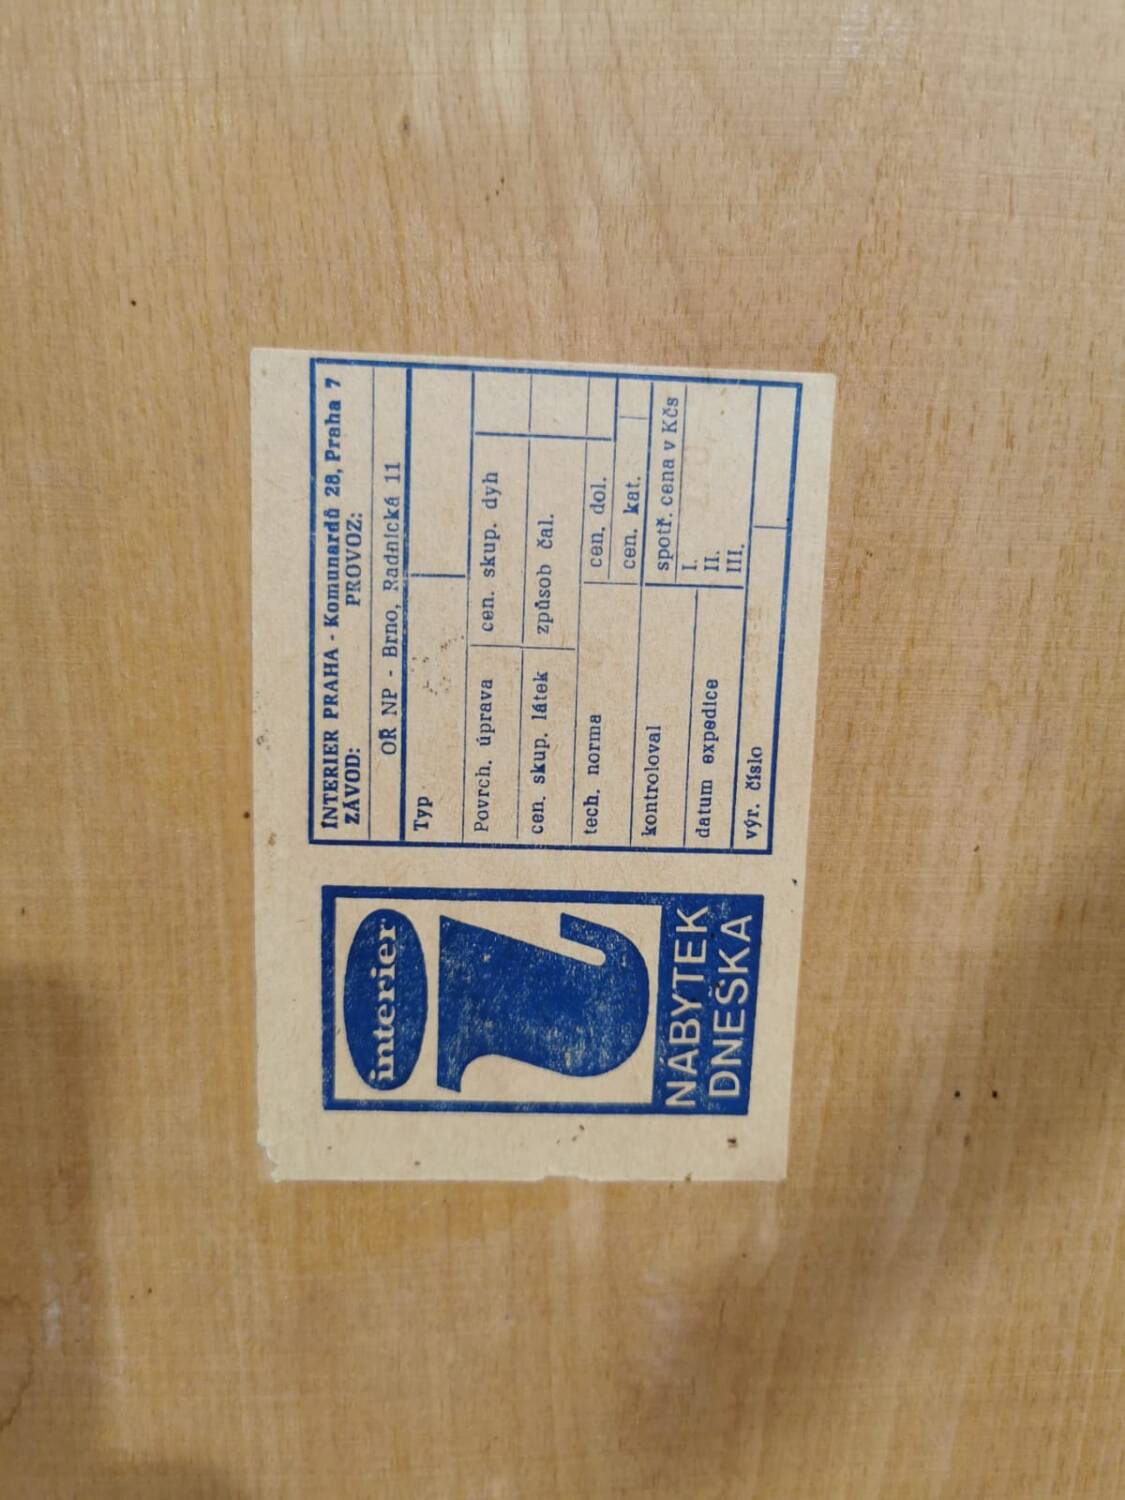 INTERIER PRAHA - Komunardů 28, Praha 7
ZÁVOD: PROVOZ:
OŘ NP - Brno, Radnická 11
Typ
Povrch. úprava cen. skup. dyh
cen. skup. látek způsob čal.
tech. norma cen. dol.
cen. kat.
kontroloval spotř. cena v Kčs
I.
datum expedice II.
III.
výr. číslo
interier
NÁBYTEK
DNEŠKA